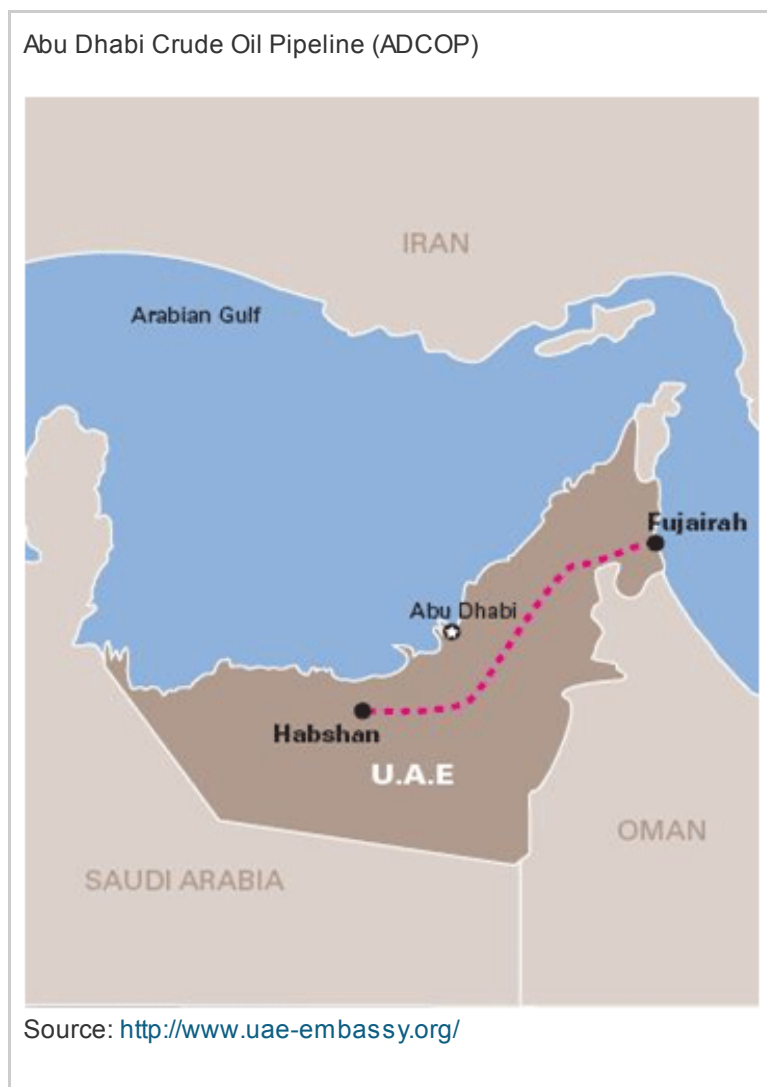 Abu Dhabi Crude Oil Pipeline (ADCOP)
IRAN
Arabian Gulf
Fujairah
Abu Dhabi
Habshan
U.A.E
OMAN
SAUDI ARABIA
Source: http://www.uae-embassy.org/